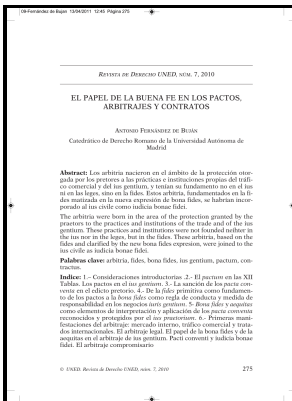 09-Fernández de Bujan  13/04/2011  12:45  Página 275
REVISTA DE DERECHO UNED, NÚM. 7, 2010
EL PAPEL DE LA BUENA FE EN LOS PACTOS,
ARBITRAJES Y CONTRATOS
ANTONIO FERNÁNDEZ DE BUJÁN
Catedrático de Derecho Romano de la Universidad Autónoma de
Madrid
Abstract: Los arbitria nacieron en el ámbito de la protección otor-
gada por los pretores a las prácticas e instituciones propias del tráfi-
co comercial y del ius gentium, y tenían su fundamento no en el ius
ni en las leges, sino en la fides. Estos arbitria, fundamentados en la fi-
des matizada en la nueva expresión de bona fides, se habrían incor-
porado al ius civile como iudicia bonae fidei.
The arbitria were born in the area of the protection granted by the
praetors to the practices and institutions of the trade and of the ius
gentium. These practices and institutions were not founded neither in
the ius nor in the leges, but in the fides. These arbitria, based on the
fides and clarified by the new bona fides expresion, were joined to the
ius civile as iudicia bonae fidei.
Palabras clave: arbitria, fides, bona fides, ius gentium, pactum, con-
tractus.
Indice: 1.– Consideraciones introductorias .2.- El pactum en las XII
Tablas. Los pactos en el ius gentium. 3.- La sanción de los pacta con-
venta en el edicto pretorio. 4.- De la fides primitiva como fundamen-
to de los pactos a la bona fides como regla de conducta y medida de
responsabilidad en los negocios iuris gentium. 5- Bona fides y aequitas
como elementos de interpretación y aplicación de los pacta conventa
reconocidos y protegidos por el ius praetorium. 6.- Primeras mani-
festaciones del arbitraje: mercado interno, tráfico comercial y trata-
dos internacionales. El arbitraje legal. El papel de la bona fides y de la
aequitas en el arbitraje de ius gentium. Pacti conventi y iudicia bonae
fidei. El arbitraje compromisario
© UNED. Revista de Derecho UNED, núm. 7, 2010
275